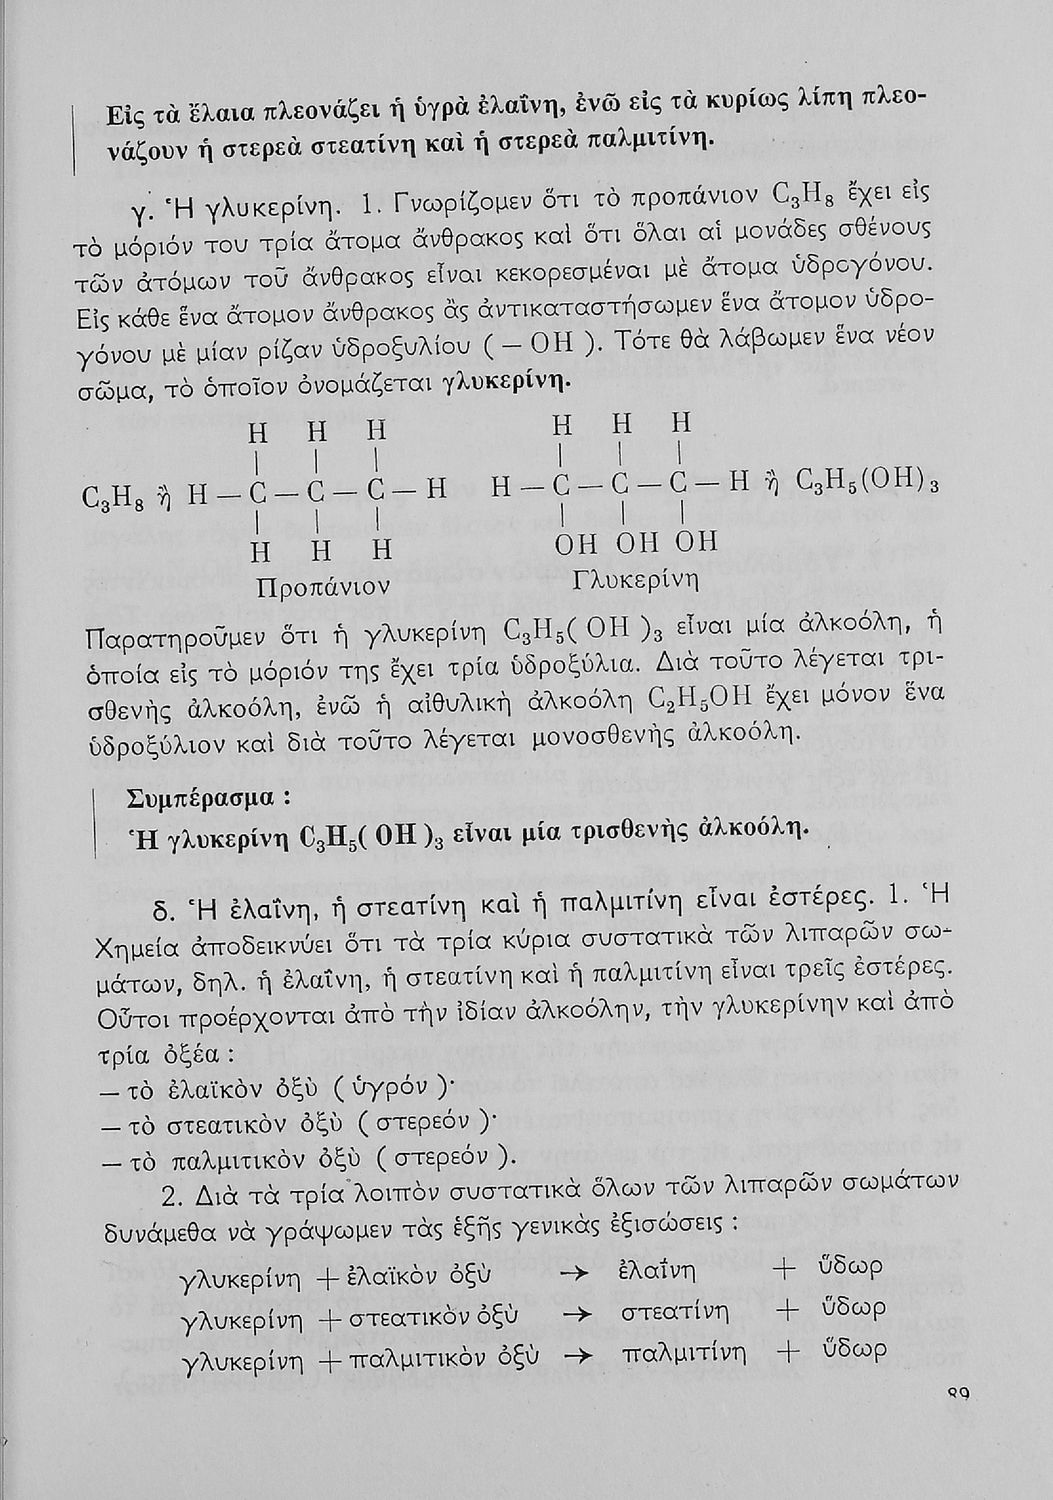 Εἰς τὰ ἔλαια πλεονάζει ἡ ὑγρὰ ἐλαΐνη, ἐνῶ εἰς τὰ κυρίως λίπη πλεο-
νάζουν ἡ στερεὰ στεατίνη καὶ ἡ στερεὰ παλμιτίνη.
γ. Ἡ γλυκερίνη. 1. Γνωρίζομεν ὅτι τὸ προπάνιον C₃H₈ ἔχει εἰς
τὸ μόριόν του τρία ἄτομα ἄνθρακος καὶ ὅτι ὅλαι αἱ μονάδες σθένους
τῶν ἀτόμων τοῦ ἄνθρακος εἶναι κεκορεσμέναι μὲ ἄτομα ὑδρογόνου.
Εἰς κάθε ἕνα ἄτομον ἄνθρακος ἂς ἀντικαταστήσωμεν ἕνα ἄτομον ὑδρο-
γόνου μὲ μίαν ρίζαν ὑδροξυλίου ( — OH ). Τότε θὰ λάβωμεν ἕνα νέον
σῶμα, τὸ ὁποῖον ὀνομάζεται γλυκερίνη.
H H H H H H
| | | | | |
C₃H₈ ἢ H — C — C — C — H H — C — C — C — H ἢ C₃H₅(OH)₃
| | | | | |
H H H OH OH OH
Προπάνιον Γλυκερίνη
Παρατηροῦμεν ὅτι ἡ γλυκερίνη C₃H₅( OH )₃ εἶναι μία ἀλκοόλη, ἡ
ὁποία εἰς τὸ μόριόν της ἔχει τρία ὑδροξύλια. Διὰ τοῦτο λέγεται τρι-
σθενὴς ἀλκοόλη, ἐνῶ ἡ αἰθυλικὴ ἀλκοόλη C₂H₅OH ἔχει μόνον ἕνα
ὑδροξύλιον καὶ διὰ τοῦτο λέγεται μονοσθενὴς ἀλκοόλη.
Συμπέρασμα :
Ἡ γλυκερίνη C₃H₅( OH )₃ εἶναι μία τρισθενὴς ἀλκοόλη.
δ. Ἡ ἐλαΐνη, ἡ στεατίνη καὶ ἡ παλμιτίνη εἶναι ἐστέρες. 1. Ἡ
Χημεία ἀποδεικνύει ὅτι τὰ τρία κύρια συστατικὰ τῶν λιπαρῶν σω-
μάτων, δηλ. ἡ ἐλαΐνη, ἡ στεατίνη καὶ ἡ παλμιτίνη εἶναι τρεῖς ἐστέρες.
Οὗτοι προέρχονται ἀπὸ τὴν ἰδίαν ἀλκοόλην, τὴν γλυκερίνην καὶ ἀπὸ
τρία ὀξέα :
— τὸ ἐλαϊκὸν ὀξὺ ( ὑγρόν )·
— τὸ στεατικὸν ὀξὺ ( στερεόν )·
— τὸ παλμιτικὸν ὀξὺ ( στερεόν ).
2. Διὰ τὰ τρία λοιπὸν συστατικὰ ὅλων τῶν λιπαρῶν σωμάτων
δυνάμεθα νὰ γράψωμεν τὰς ἑξῆς γενικὰς ἐξισώσεις :
γλυκερίνη + ἐλαϊκὸν ὀξὺ → ἐλαΐνη + ὕδωρ
γλυκερίνη + στεατικὸν ὀξὺ → στεατίνη + ὕδωρ
γλυκερίνη + παλμιτικὸν ὀξὺ → παλμιτίνη + ὕδωρ